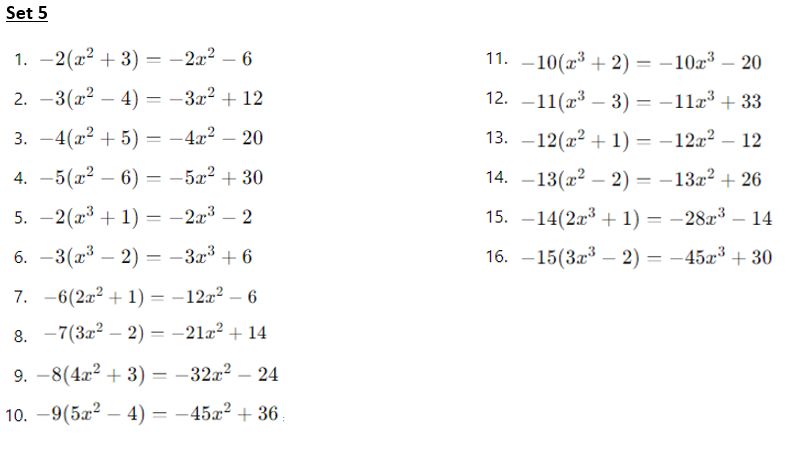 Set 5
1. −2(x² + 3) = −2x² − 6
2. −3(x² − 4) = −3x² + 12
3. −4(x² + 5) = −4x² − 20
4. −5(x² − 6) = −5x² + 30
5. −2(x³ + 1) = −2x³ − 2
6. −3(x³ − 2) = −3x³ + 6
7. −6(2x² + 1) = −12x² − 6
8. −7(3x² − 2) = −21x² + 14
9. −8(4x² + 3) = −32x² − 24
10. −9(5x² − 4) = −45x² + 36
11. −10(x³ + 2) = −10x³ − 20
12. −11(x³ − 3) = −11x³ + 33
13. −12(x² + 1) = −12x² − 12
14. −13(x² − 2) = −13x² + 26
15. −14(2x³ + 1) = −28x³ − 14
16. −15(3x³ − 2) = −45x³ + 30